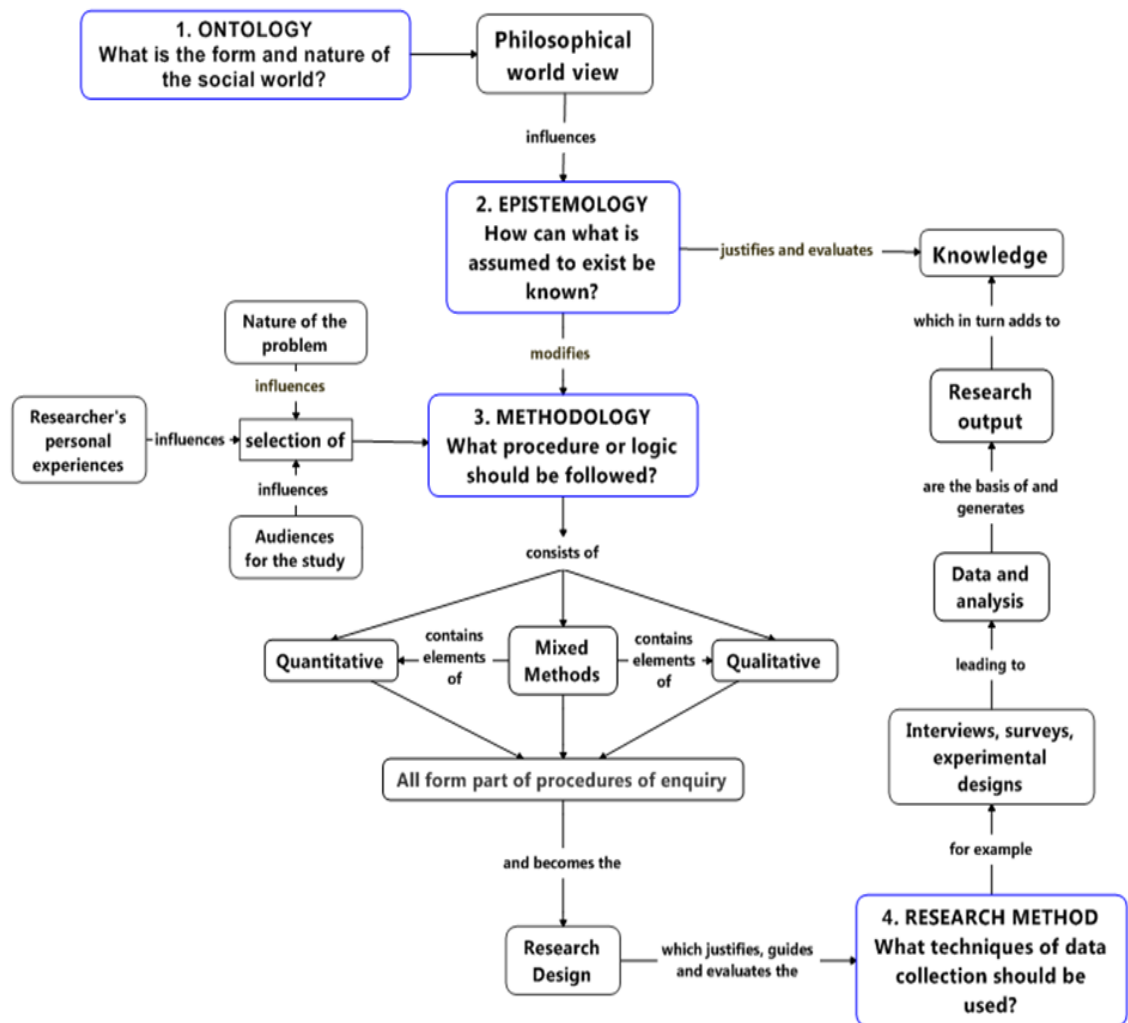 1. ONTOLOGY
What is the form and nature of
the social world?
Philosophical
world view
influences
2. EPISTEMOLOGY
How can what is
assumed to exist be
known?
justifies and evaluates
Knowledge
modifies
Nature of the
problem
influences
Researcher's
personal
experiences
influences
selection of
influences
Audiences
for the study
3. METHODOLOGY
What procedure or logic
should be followed?
consists of
Quantitative
contains
elements
of
Mixed
Methods
contains
elements
of
Qualitative
All form part of procedures of enquiry
and becomes the
Research
Design
which justifies, guides
and evaluates the
4. RESEARCH METHOD
What techniques of data
collection should be
used?
for example
Interviews, surveys,
experimental
designs
leading to
Data and
analysis
are the basis of and
generates
Research
output
which in turn adds to